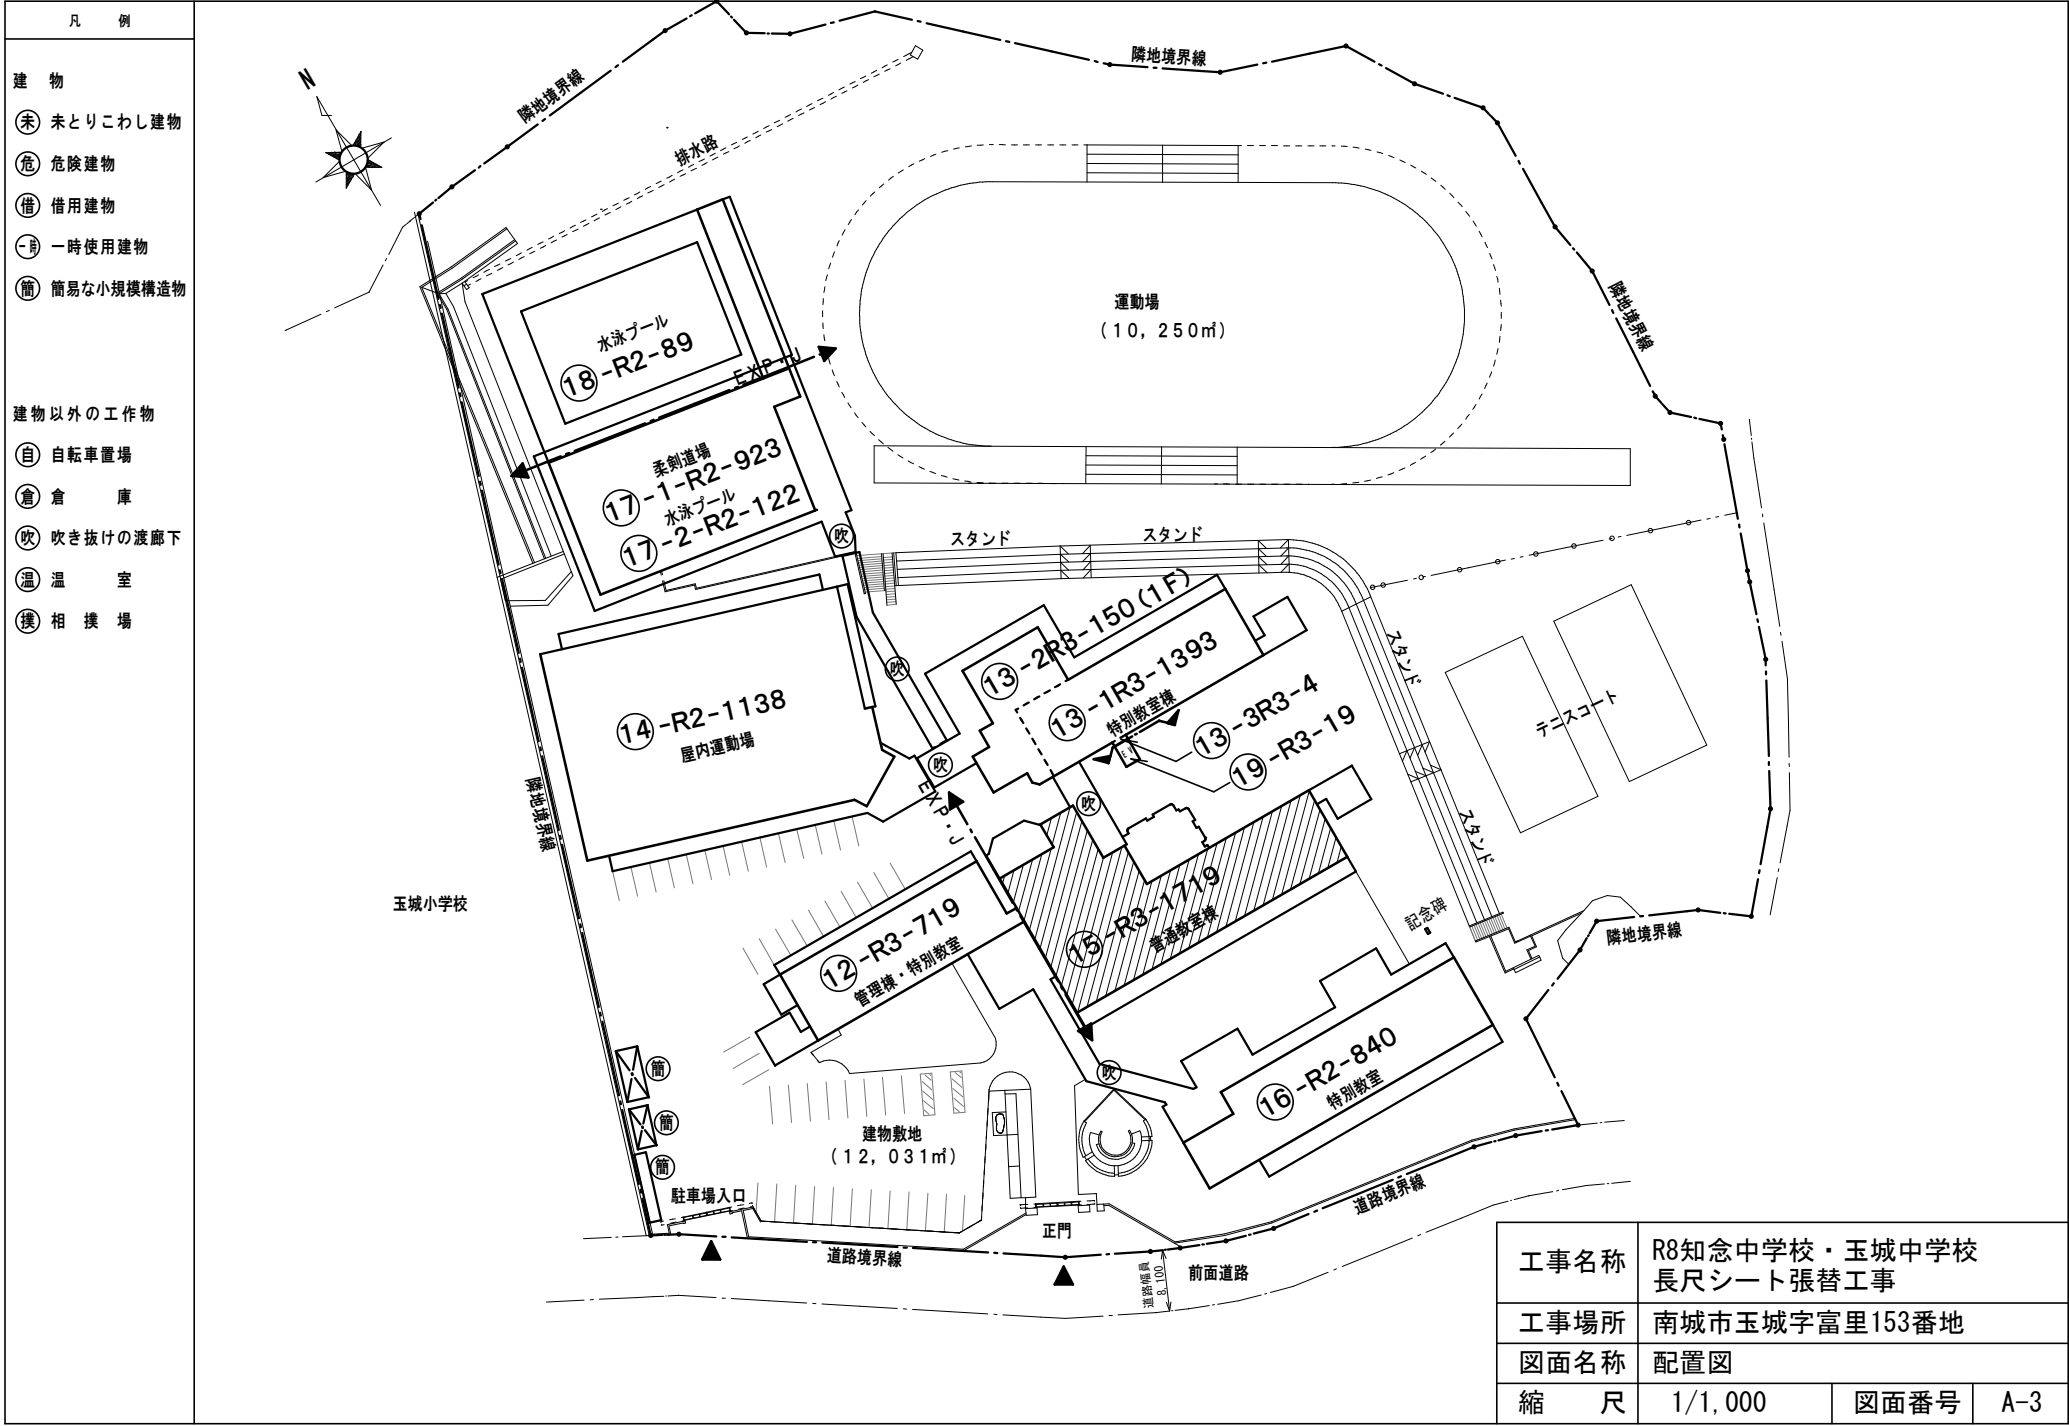 凡　例
建　物
未 未とりこわし建物
危 危険建物
借 借用建物
一時 一時使用建物
簡 簡易な小規模構造物
建物以外の工作物
自 自転車置場
倉 倉　庫
吹 吹き抜けの渡廊下
温 温　室
撲 相　撲　場
N
隣地境界線
隣地境界線
隣地境界線
排水路
運動場
(10,250㎡)
水泳プール
18-R2-89
EXP.J
柔剣道場
17-1-R2-923
水泳プール
17-2-R2-122
吹
スタンド
スタンド
スタンド
スタンド
テニスコート
吹
13-2R3-150(1F)
13-1R3-1393
特別教室棟
13-3R3-4
19-R3-19
EV
14-R2-1138
屋内運動場
吹
EXP.J
吹
隣地境界線
玉城小学校
12-R3-719
管理棟・特別教室
15-R3-1719
普通教室棟
記念碑
隣地境界線
16-R2-840
特別教室
吹
簡
簡
簡
建物敷地
(12,031㎡)
駐車場入口
正門
道路境界線
道路境界線
道路幅員
8,100
前面道路
工事名称 R8知念中学校・玉城中学校
長尺シート張替工事
工事場所 南城市玉城字富里153番地
図面名称 配置図
縮　尺 1/1,000 図面番号 A-3